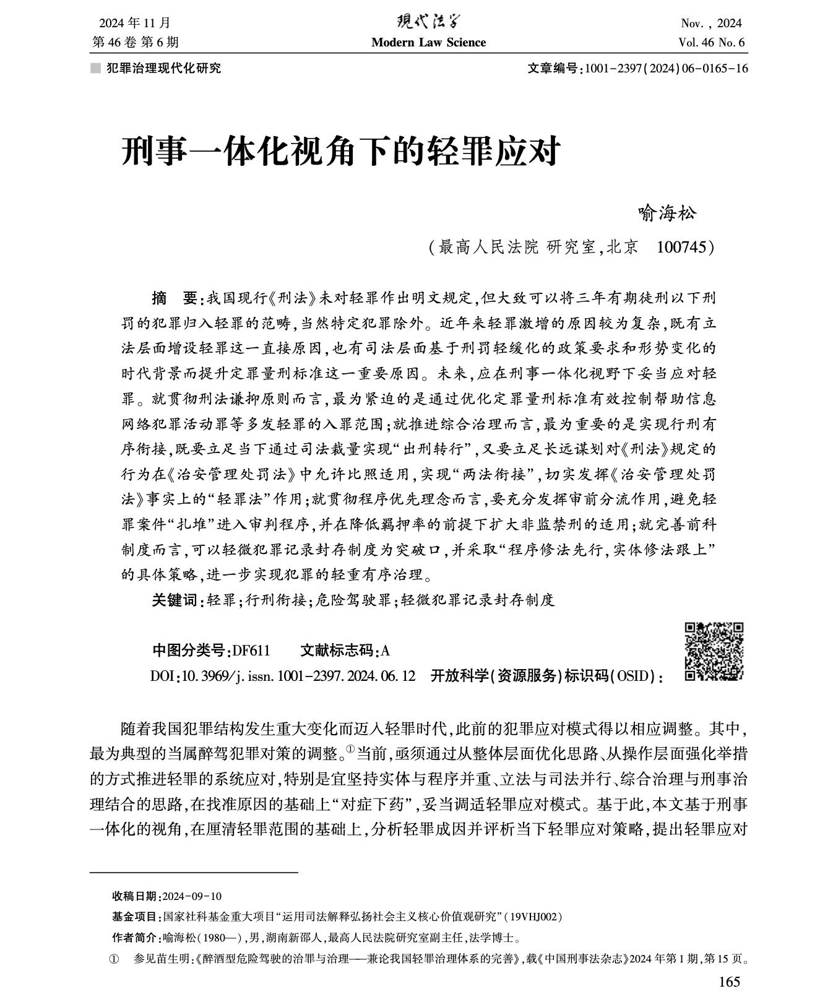 2024 年 11 月
第 46 卷 第 6 期
現代法学
Modern Law Science
Nov. , 2024
Vol. 46 No. 6
犯罪治理现代化研究
文章编号:1001-2397(2024)06-0165-16
刑事一体化视角下的轻罪应对
喻海松
(最高人民法院 研究室,北京 100745)
摘 要:我国现行《刑法》未对轻罪作出明文规定,但大致可以将三年有期徒刑以下刑
罚的犯罪归入轻罪的范畴,当然特定犯罪除外。近年来轻罪激增的原因较为复杂,既有立
法层面增设轻罪这一直接原因,也有司法层面基于刑罚轻缓化的政策要求和形势变化的
时代背景而提升定罪量刑标准这一重要原因。未来,应在刑事一体化视野下妥当应对轻
罪。就贯彻刑法谦抑原则而言,最为紧迫的是通过优化定罪量刑标准有效控制帮助信息
网络犯罪活动罪等多发轻罪的入罪范围;就推进综合治理而言,最为重要的是实现行刑有
序衔接,既要立足当下通过司法裁量实现“出刑转行”,又要立足长远谋划对《刑法》规定的
行为在《治安管理处罚法》中允许比照适用,实现“两法衔接”,切实发挥《治安管理处罚
法》事实上的“轻罪法”作用;就贯彻程序优先理念而言,要充分发挥审前分流作用,避免轻
罪案件“扎堆”进入审判程序,并在降低羁押率的前提下扩大非监禁刑的适用;就完善前科
制度而言,可以轻微犯罪记录封存制度为突破口,并采取“程序修法先行,实体修法跟上”
的具体策略,进一步实现犯罪的轻重有序治理。
关键词:轻罪;行刑衔接;危险驾驶罪;轻微犯罪记录封存制度
中图分类号:DF611 文献标志码:A
DOI:10. 3969/j. issn. 1001-2397. 2024. 06. 12 开放科学(资源服务)标识码(OSID):
随着我国犯罪结构发生重大变化而迈入轻罪时代,此前的犯罪应对模式得以相应调整。其中,
最为典型的当属醉驾犯罪对策的调整。①当前,亟须通过从整体层面优化思路、从操作层面强化举措
的方式推进轻罪的系统应对,特别是宜坚持实体与程序并重、立法与司法并行、综合治理与刑事治
理结合的思路,在找准原因的基础上“对症下药”,妥当调适轻罪应对模式。基于此,本文基于刑事
一体化的视角,在厘清轻罪范围的基础上,分析轻罪成因并评析当下轻罪应对策略,提出轻罪应对
收稿日期:2024-09-10
基金项目:国家社科基金重大项目“运用司法解释弘扬社会主义核心价值观研究”(19VHJ002)
作者简介:喻海松(1980—),男,湖南新邵人,最高人民法院研究室副主任,法学博士。
① 参见苗生明:《醉酒型危险驾驶的治罪与治理——兼论我国轻罪治理体系的完善》,载《中国刑事法杂志》2024 年第 1 期,第 15 页。
165